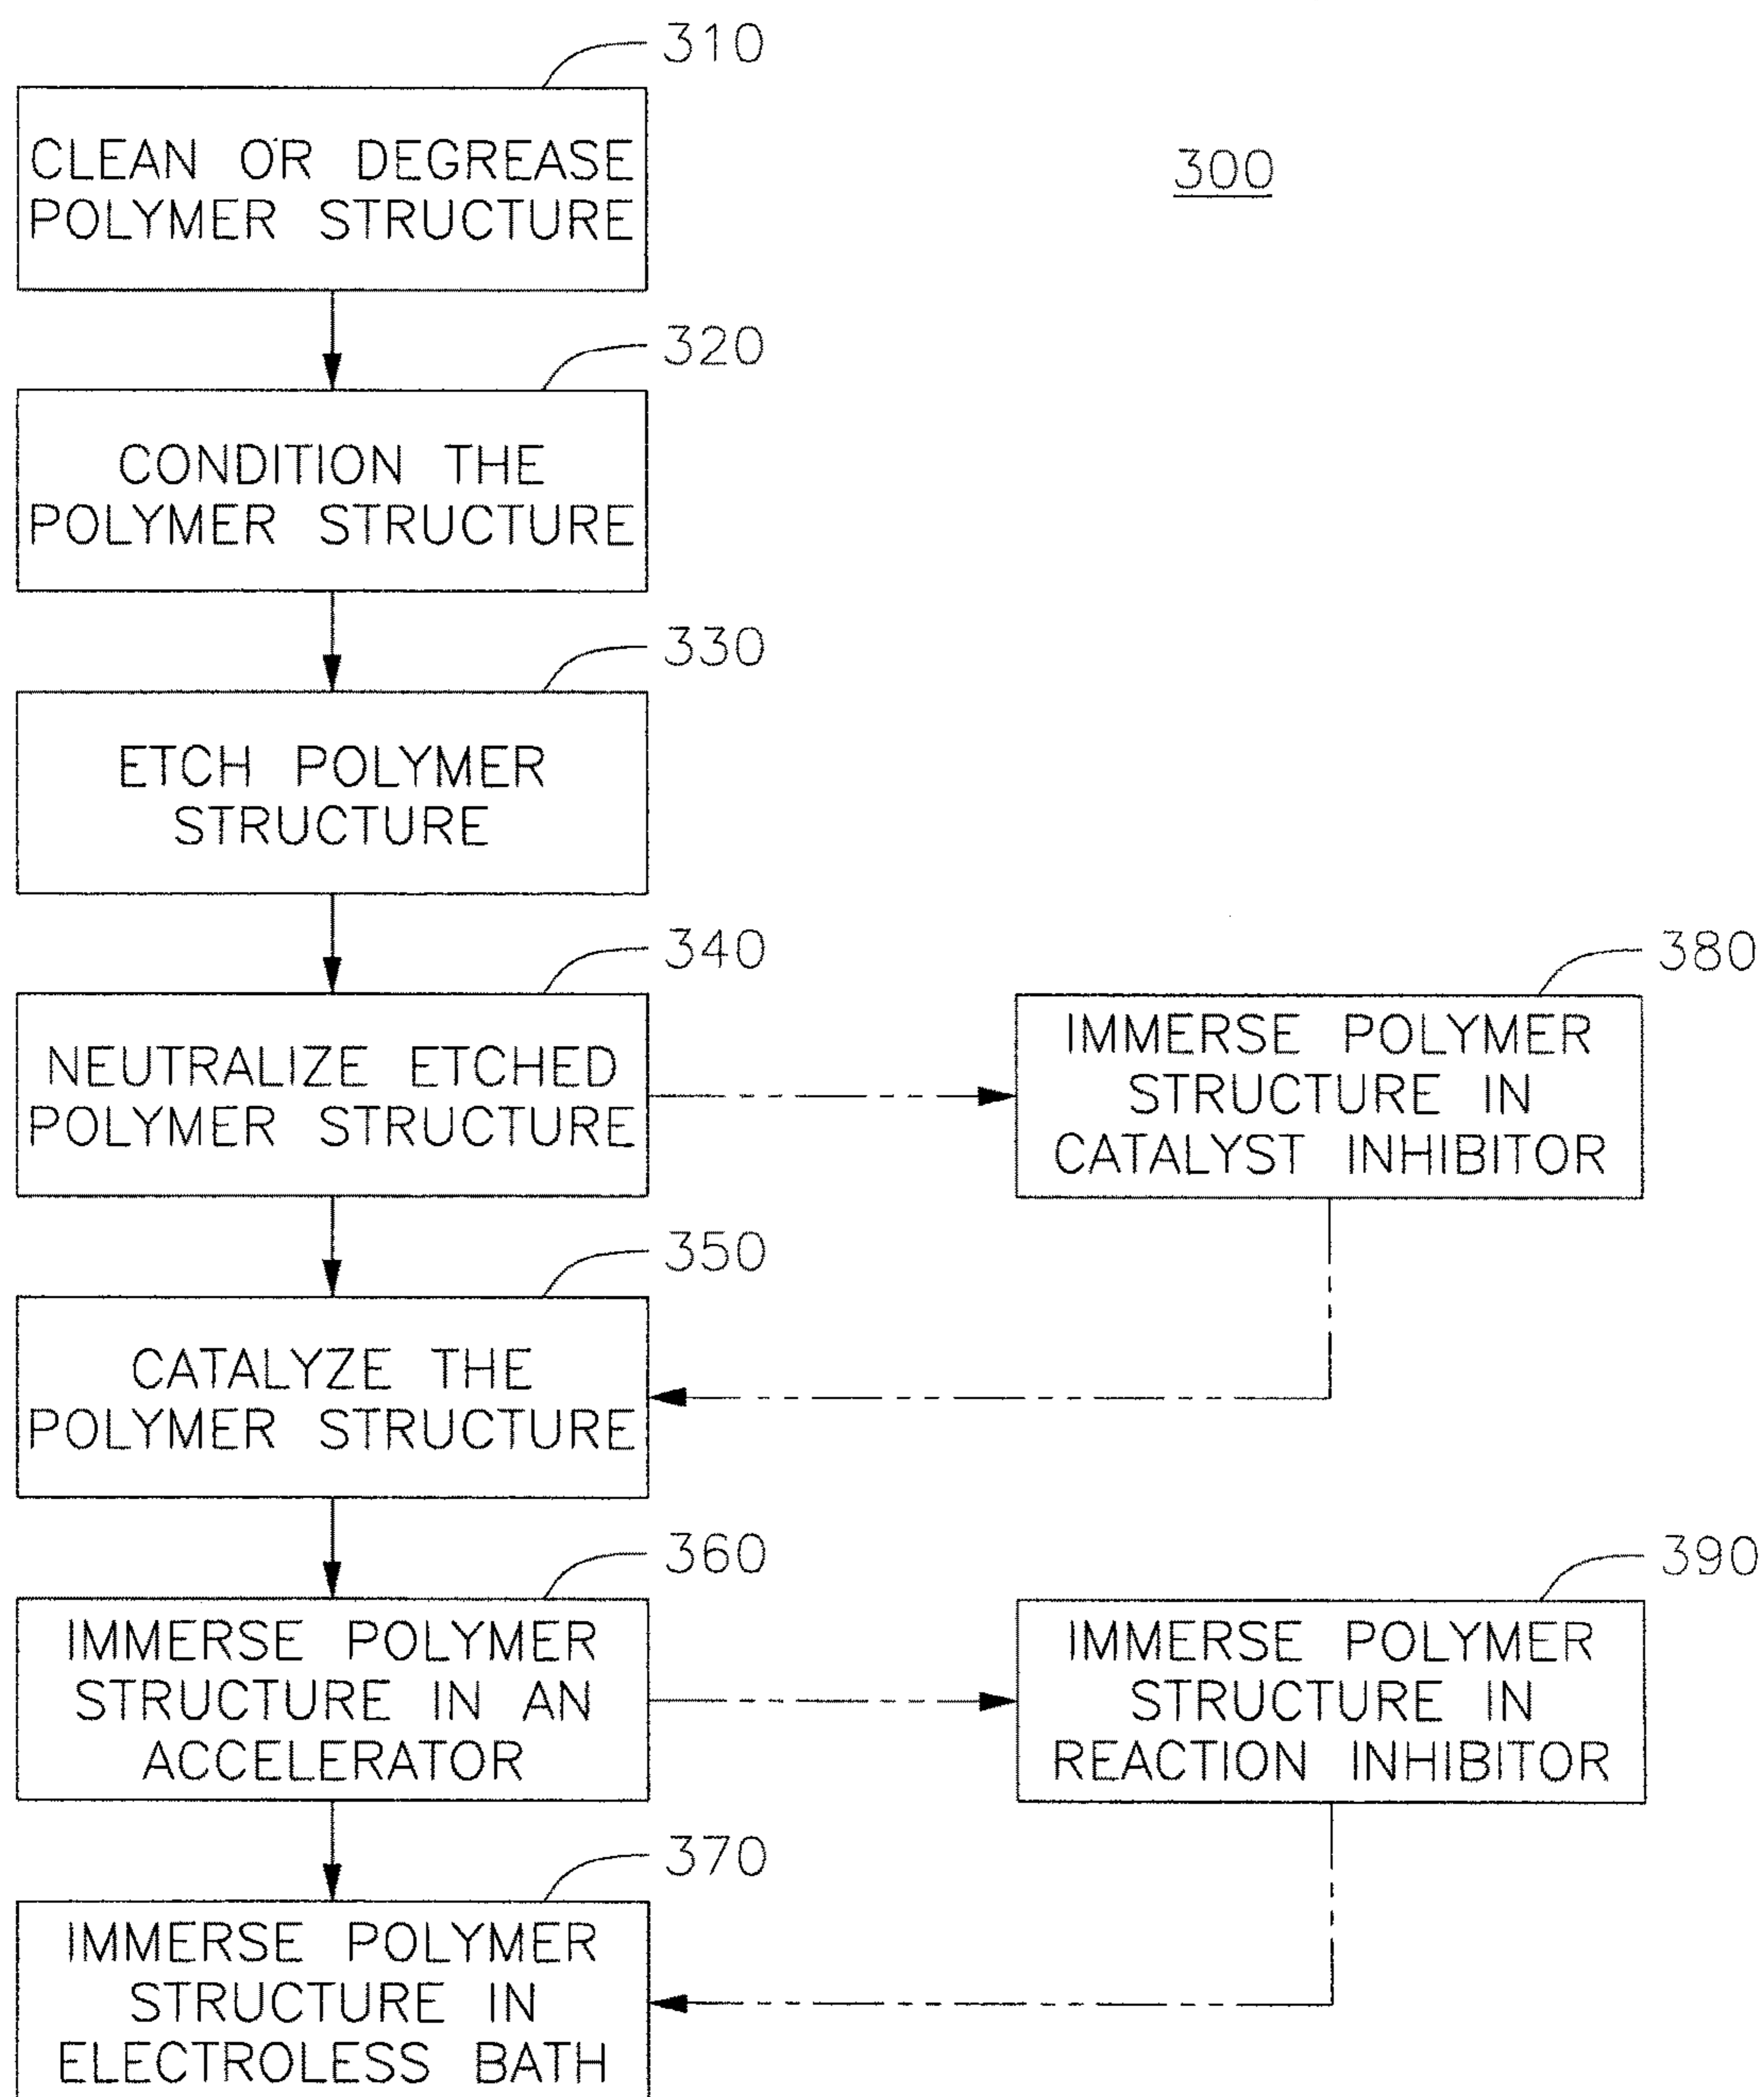 310
CLEAN OR DEGREASE
POLYMER STRUCTURE
300
320
CONDITION THE
POLYMER STRUCTURE
330
ETCH POLYMER
STRUCTURE
340
NEUTRALIZE ETCHED
POLYMER STRUCTURE
380
IMMERSE POLYMER
STRUCTURE IN
CATALYST INHIBITOR
350
CATALYZE THE
POLYMER STRUCTURE
360
IMMERSE POLYMER
STRUCTURE IN AN
ACCELERATOR
390
IMMERSE POLYMER
STRUCTURE IN
REACTION INHIBITOR
370
IMMERSE POLYMER
STRUCTURE IN
ELECTROLESS BATH